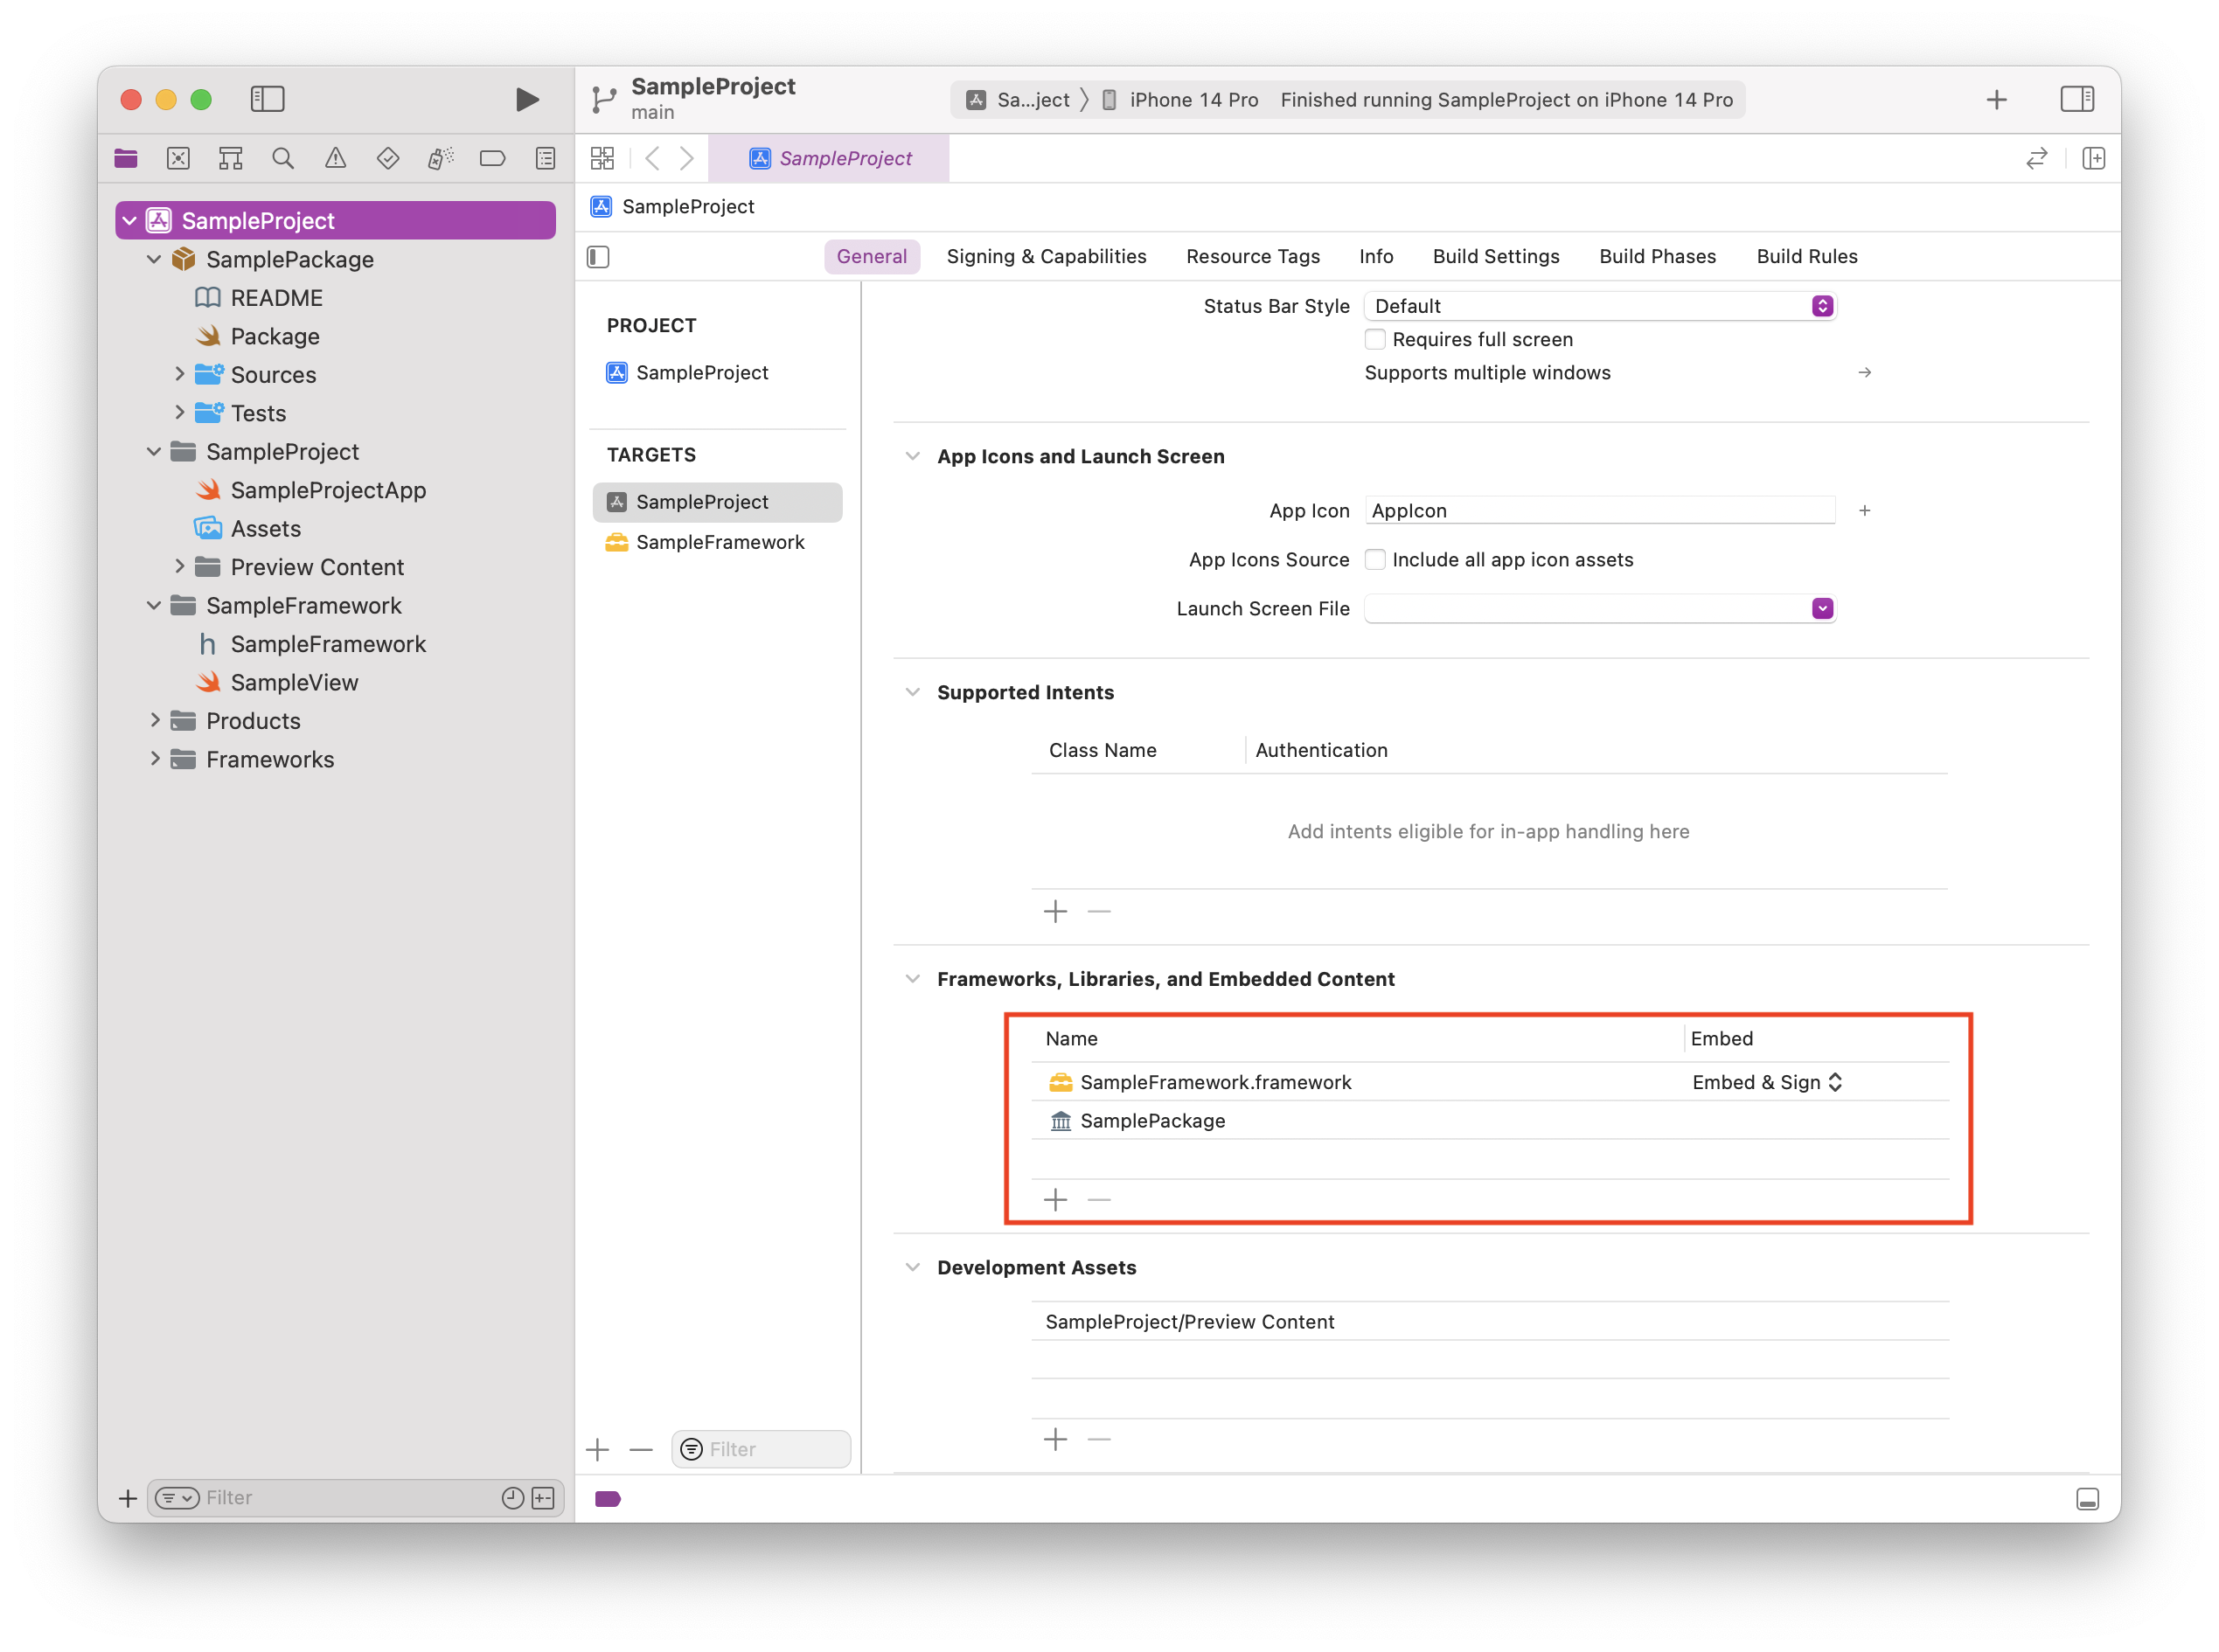 SampleProject
main
Sa...ject
iPhone 14 Pro
Finished running SampleProject on iPhone 14 Pro
SampleProject
SampleProject
SampleProject
SamplePackage
README
Package
Sources
Tests
SampleProject
SampleProjectApp
Assets
Preview Content
SampleFramework
h SampleFramework
SampleView
Products
Frameworks
Filter
General
Signing & Capabilities
Resource Tags
Info
Build Settings
Build Phases
Build Rules
PROJECT
SampleProject
TARGETS
SampleProject
SampleFramework
Filter
Status Bar Style Default
Requires full screen
Supports multiple windows
App Icons and Launch Screen
App Icon AppIcon
App Icons Source Include all app icon assets
Launch Screen File
Supported Intents
Class Name Authentication
Add intents eligible for in-app handling here
Frameworks, Libraries, and Embedded Content
Name Embed
SampleFramework.framework Embed & Sign
SamplePackage
Development Assets
SampleProject/Preview Content